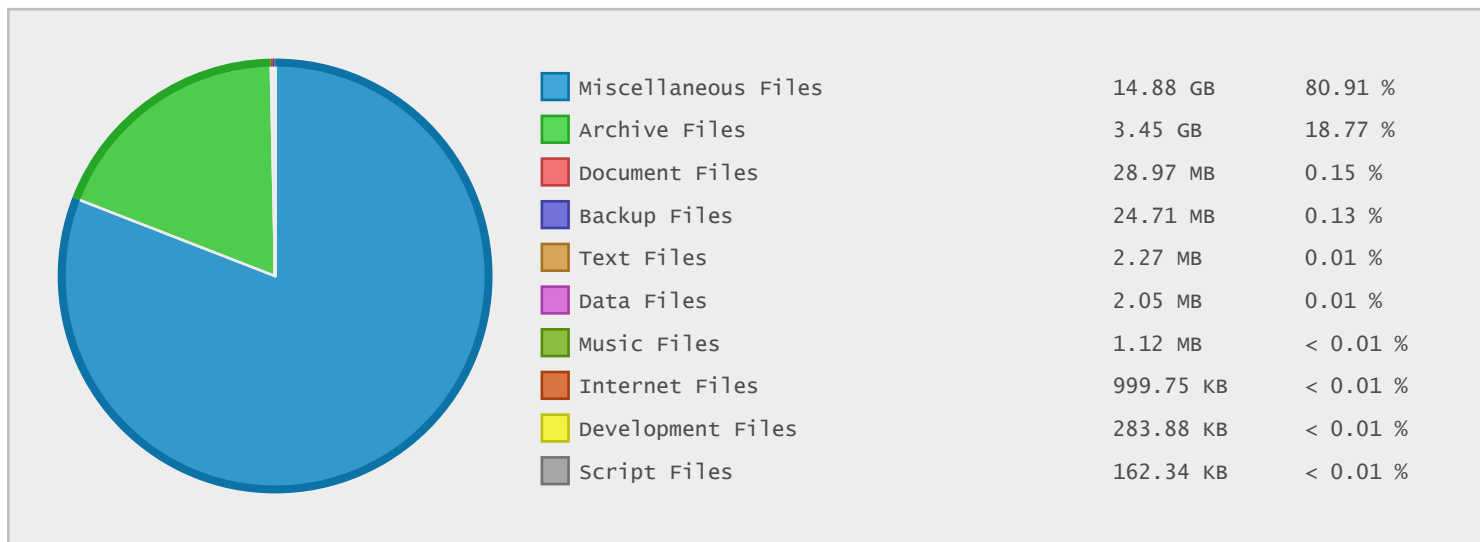 Miscellaneous Files 14.88 GB 80.91 %
Archive Files 3.45 GB 18.77 %
Document Files 28.97 MB 0.15 %
Backup Files 24.71 MB 0.13 %
Text Files 2.27 MB 0.01 %
Data Files 2.05 MB 0.01 %
Music Files 1.12 MB < 0.01 %
Internet Files 999.75 KB < 0.01 %
Development Files 283.88 KB < 0.01 %
Script Files 162.34 KB < 0.01 %